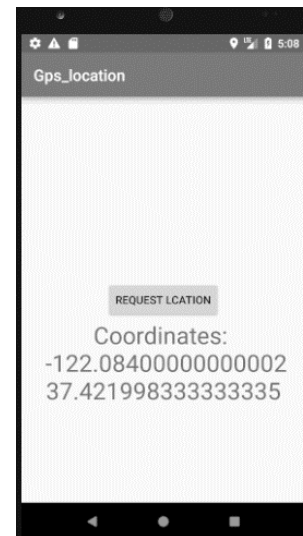 5:08
Gps_location
REQUEST LCATION
Coordinates:
-122.08400000000002
37.421998333333335